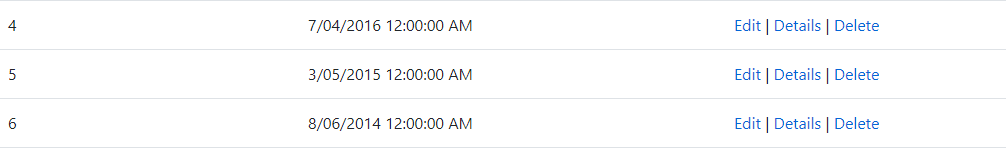 4 7/04/2016 12:00:00 AM Edit | Details | Delete
5 3/05/2015 12:00:00 AM Edit | Details | Delete
6 8/06/2014 12:00:00 AM Edit | Details | Delete